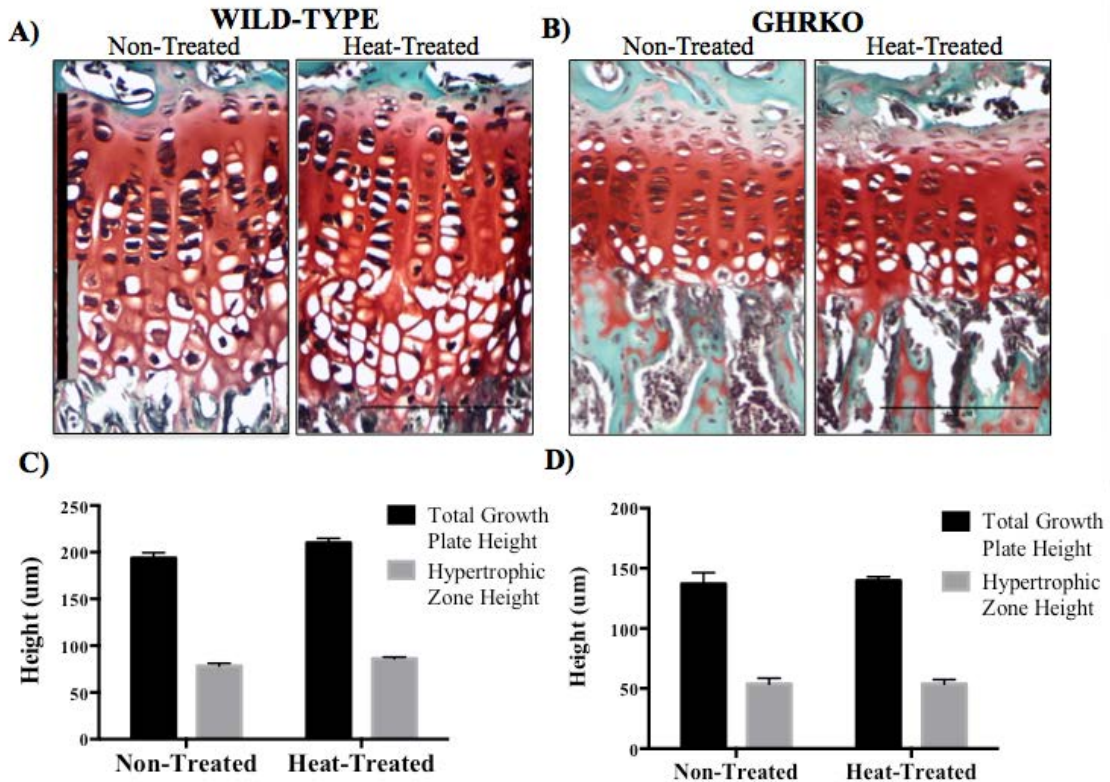 A)
WILD-TYPE
Non-Treated Heat-Treated
B)
GHRKO
Non-Treated Heat-Treated
C)
250
200
150
100
50
0
Height (um)
Total Growth
Plate Height
Hypertrophic
Zone Height
Non-Treated Heat-Treated
D)
200
150
100
50
0
Height (um)
Total Growth
Plate Height
Hypertrophic
Zone Height
Non-Treated Heat-Treated